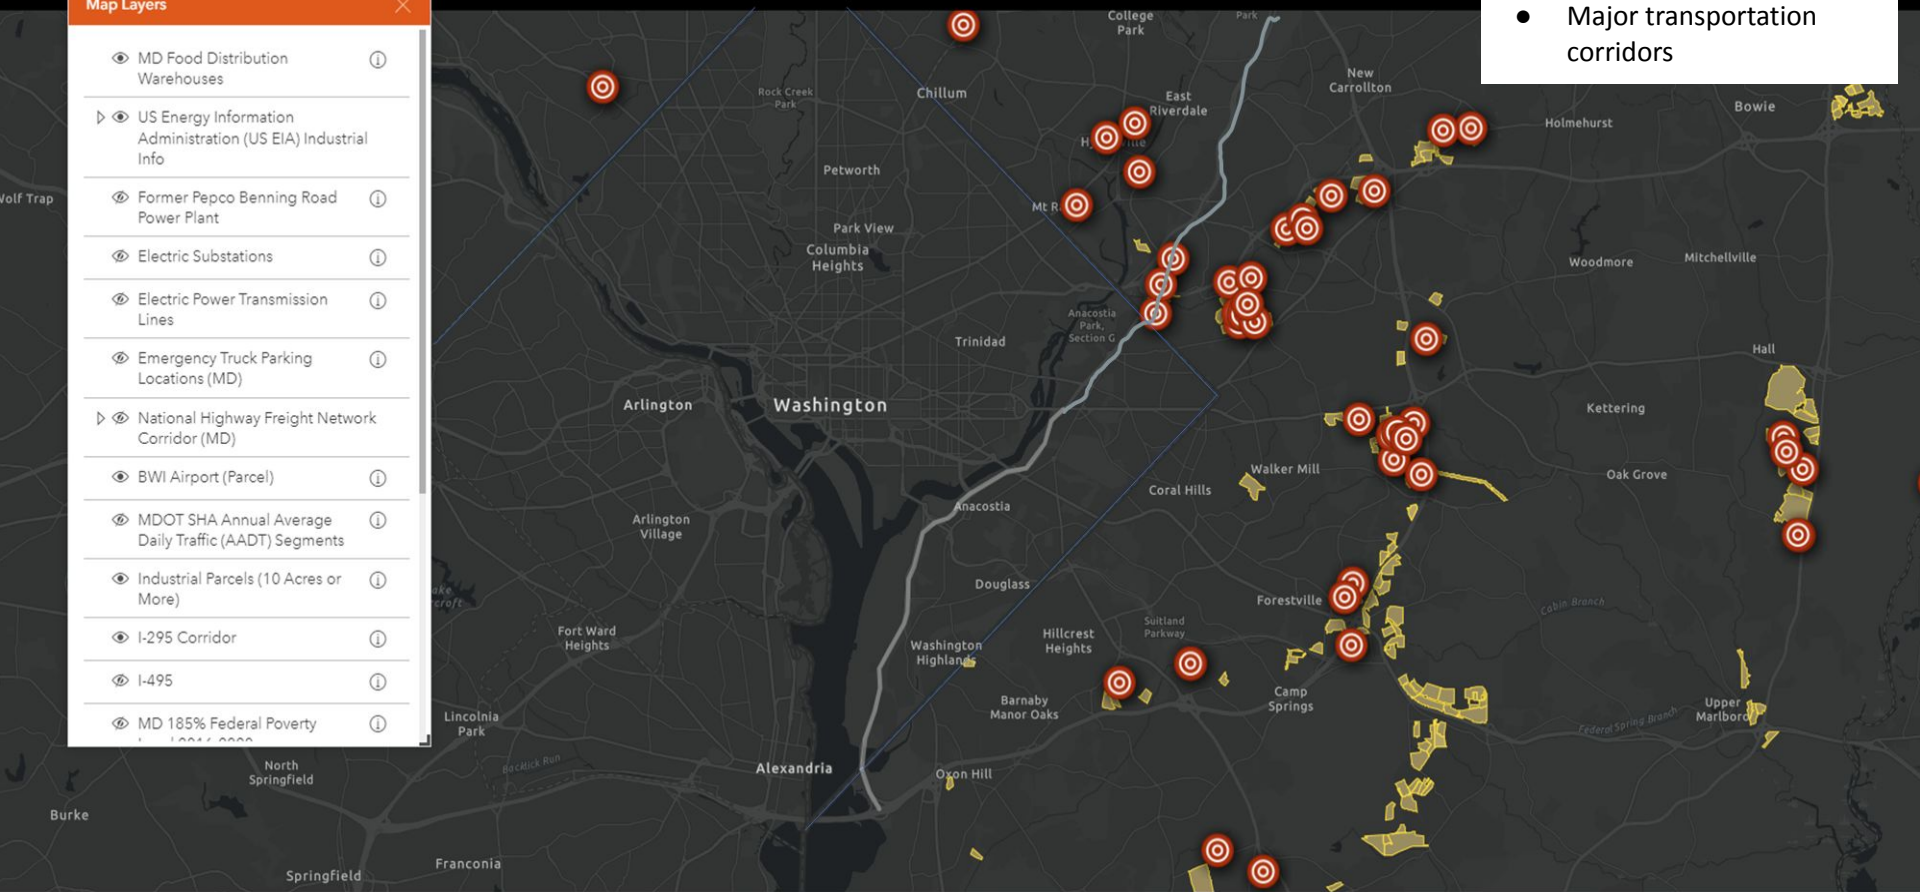 Map Layers
MD Food Distribution
Warehouses
US Energy Information
Administration (US EIA) Industrial
Info
Former Pepco Benning Road
Power Plant
Electric Substations
Electric Power Transmission
Lines
Emergency Truck Parking
Locations (MD)
National Highway Freight Network
Corridor (MD)
BWI Airport (Parcel)
MDOT SHA Annual Average
Daily Traffic (AADT) Segments
Industrial Parcels (10 Acres or
More)
I-295 Corridor
I-495
MD 185% Federal Poverty
● Major transportation
corridors
College
Park
Park
New
Carrollton
Rock Creek
Park
Chillum
East
Riverdale
Bowie
Holmehurst
Petworth
Mt
Park View
Columbia
Heights
Woodmore
Mitchellville
Anacostia
Park,
Section G
Trinidad
Hall
Arlington
Washington
Kettering
Walker Mill
Oak Grove
Coral Hills
Anacostia
Arlington
Village
Douglass
Forestville
Cabin Branch
Fort Ward
Heights
Washington
Highlands
Hillcrest
Heights
Suitland
Parkway
Camp
Springs
Barnaby
Manor Oaks
Upper
Marlboro
Federal Spring Branch
Lincolnia
Park
North
Springfield
Backlick Run
Alexandria
Oxon Hill
Burke
Franconia
Springfield